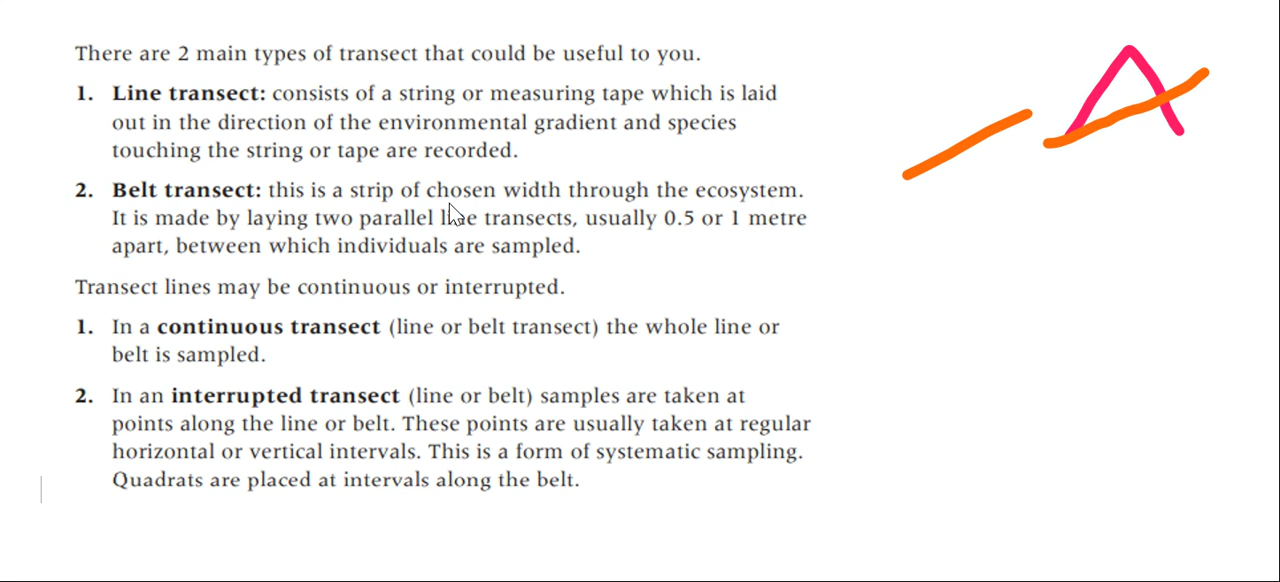 There are 2 main types of transect that could be useful to you.
1. Line transect: consists of a string or measuring tape which is laid
out in the direction of the environmental gradient and species
touching the string or tape are recorded.
2. Belt transect: this is a strip of chosen width through the ecosystem.
It is made by laying two parallel line transects, usually 0.5 or 1 metre
apart, between which individuals are sampled.
Transect lines may be continuous or interrupted.
1. In a continuous transect (line or belt transect) the whole line or
belt is sampled.
2. In an interrupted transect (line or belt) samples are taken at
points along the line or belt. These points are usually taken at regular
horizontal or vertical intervals. This is a form of systematic sampling.
Quadrats are placed at intervals along the belt.